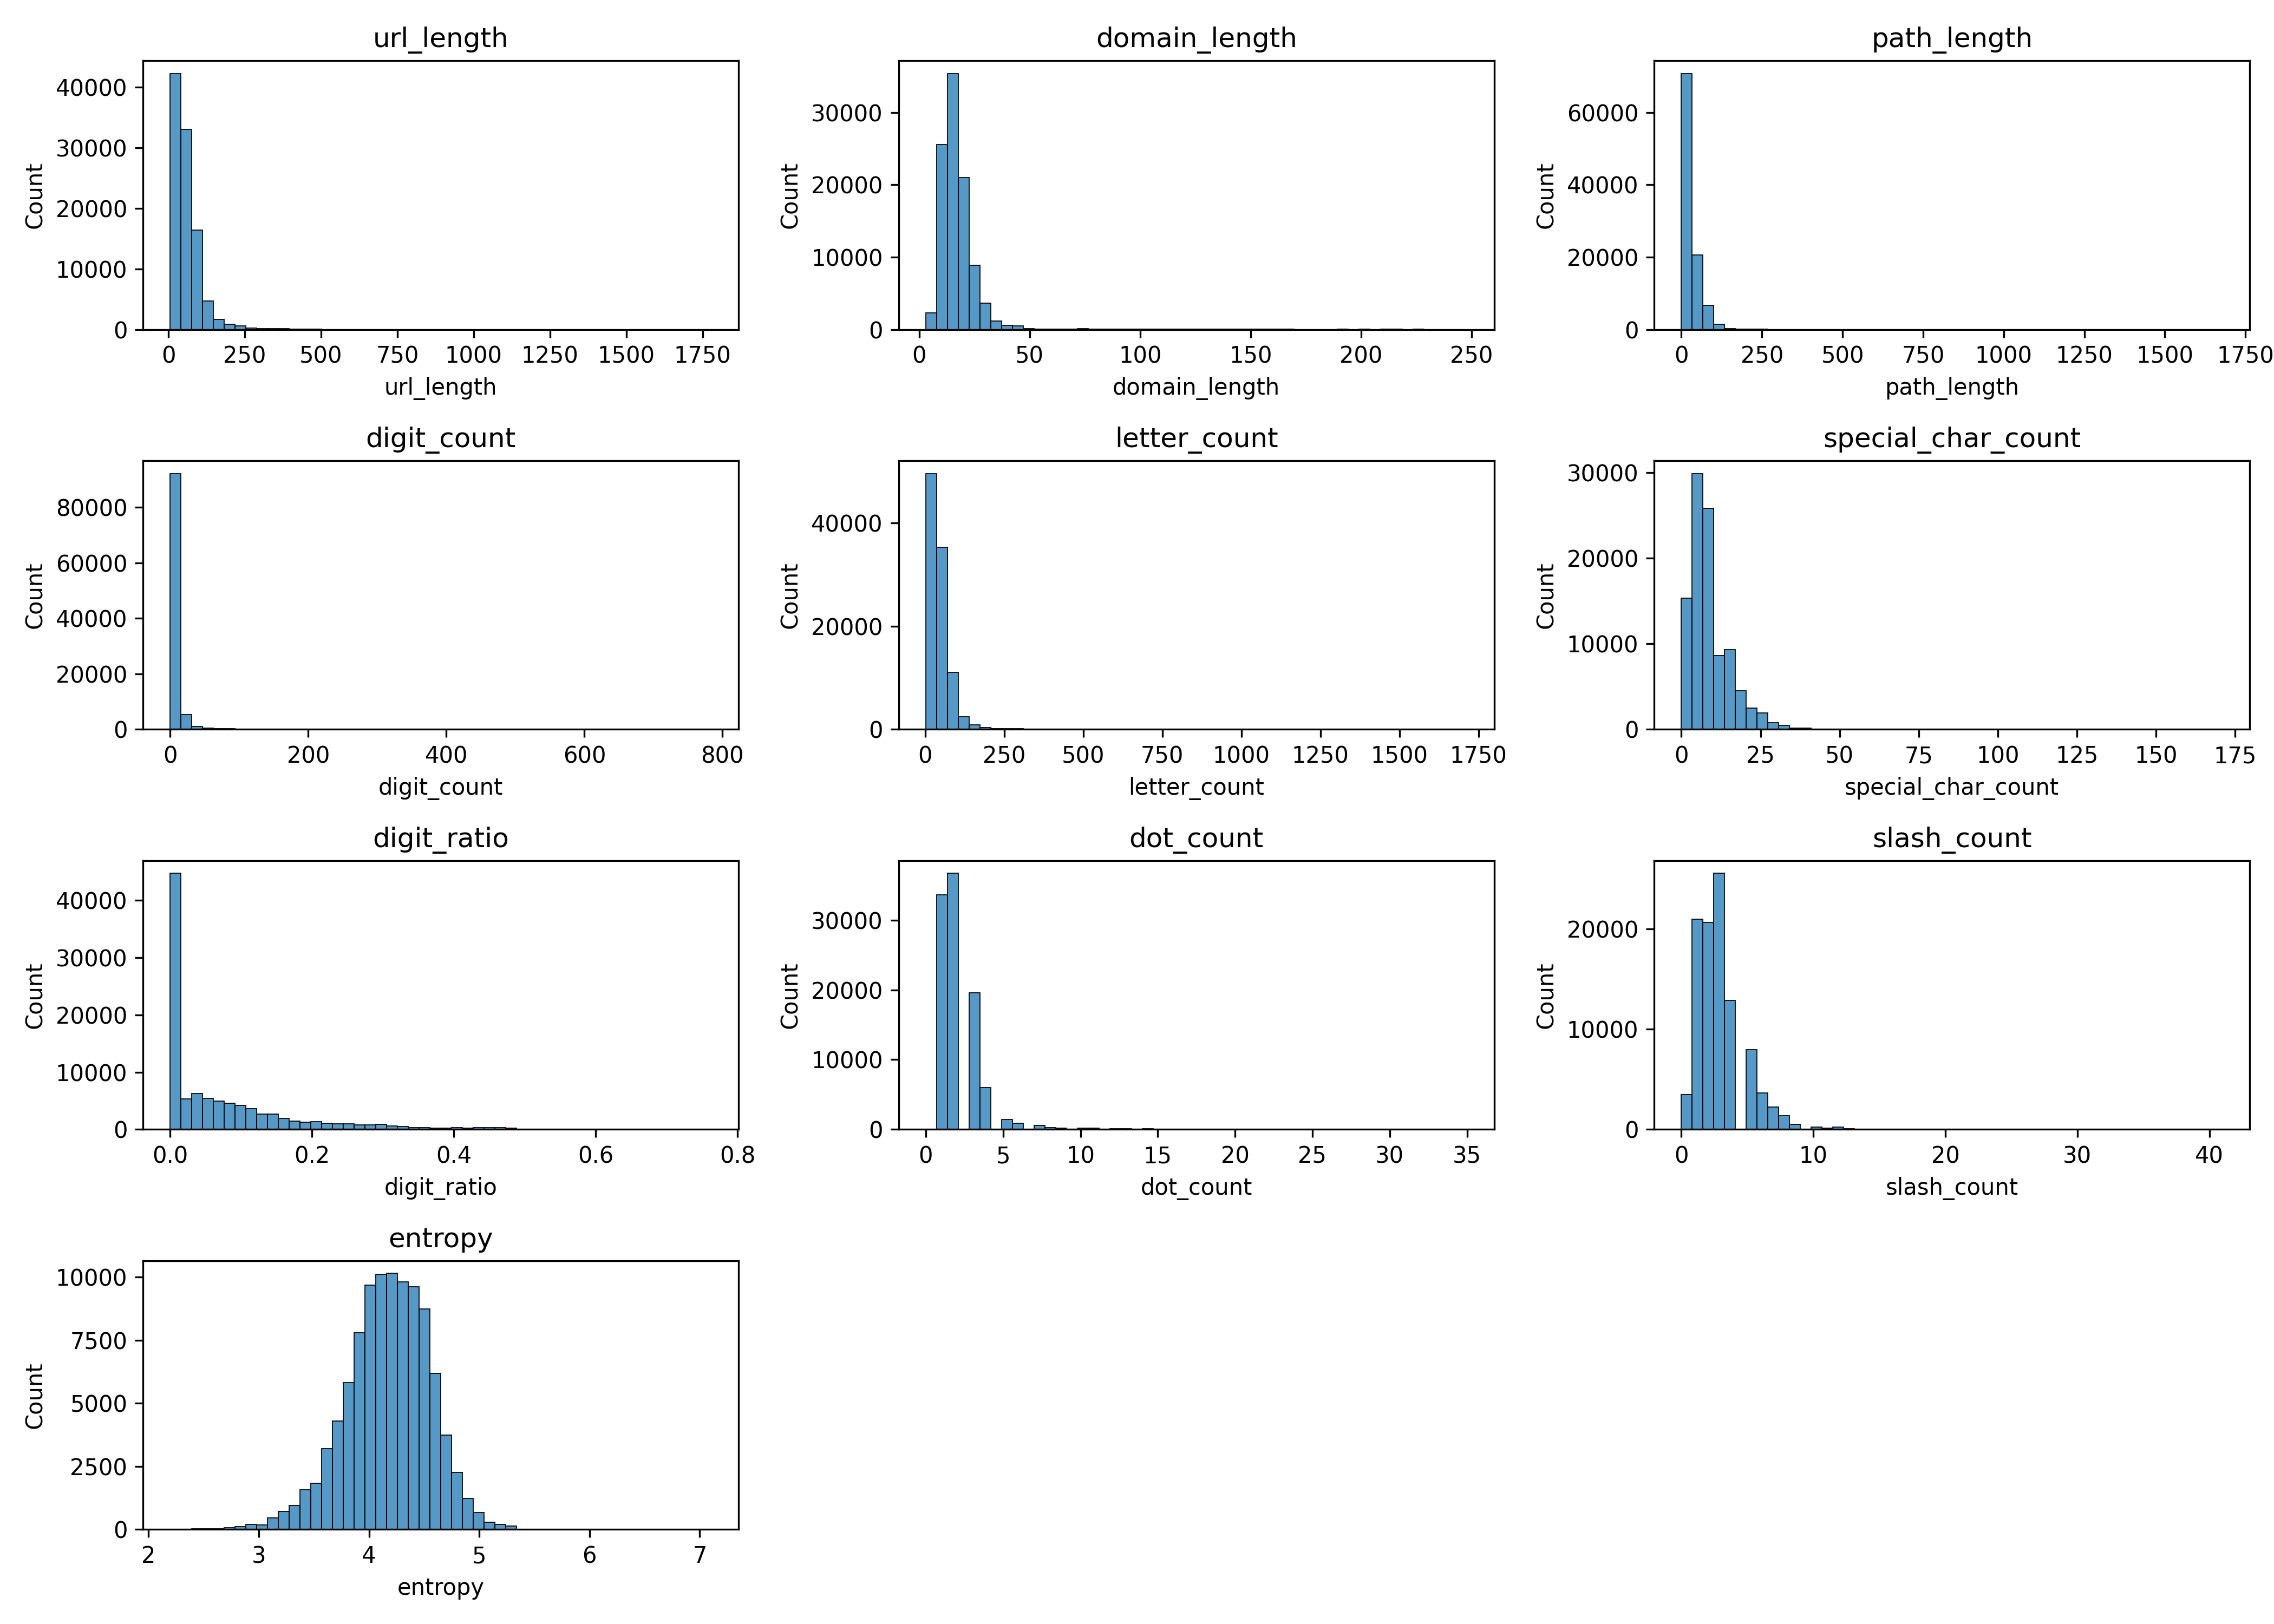 url_length
domain_length
path_length
Count
40000
30000
20000
10000
0
0 250 500 750 1000 1250 1500 1750
url_length
Count
30000
20000
10000
0
0 50 100 150 200 250
domain_length
Count
60000
40000
20000
0
0 250 500 750 1000 1250 1500 1750
path_length
digit_count
letter_count
special_char_count
Count
80000
60000
40000
20000
0
0 200 400 600 800
digit_count
Count
40000
20000
0
0 250 500 750 1000 1250 1500 1750
letter_count
Count
30000
20000
10000
0
0 25 50 75 100 125 150 175
special_char_count
digit_ratio
dot_count
slash_count
Count
40000
30000
20000
10000
0
0.0 0.2 0.4 0.6 0.8
digit_ratio
Count
30000
20000
10000
0
0 5 10 15 20 25 30 35
dot_count
Count
20000
10000
0
0 10 20 30 40
slash_count
entropy
Count
10000
7500
5000
2500
0
2 3 4 5 6 7
entropy